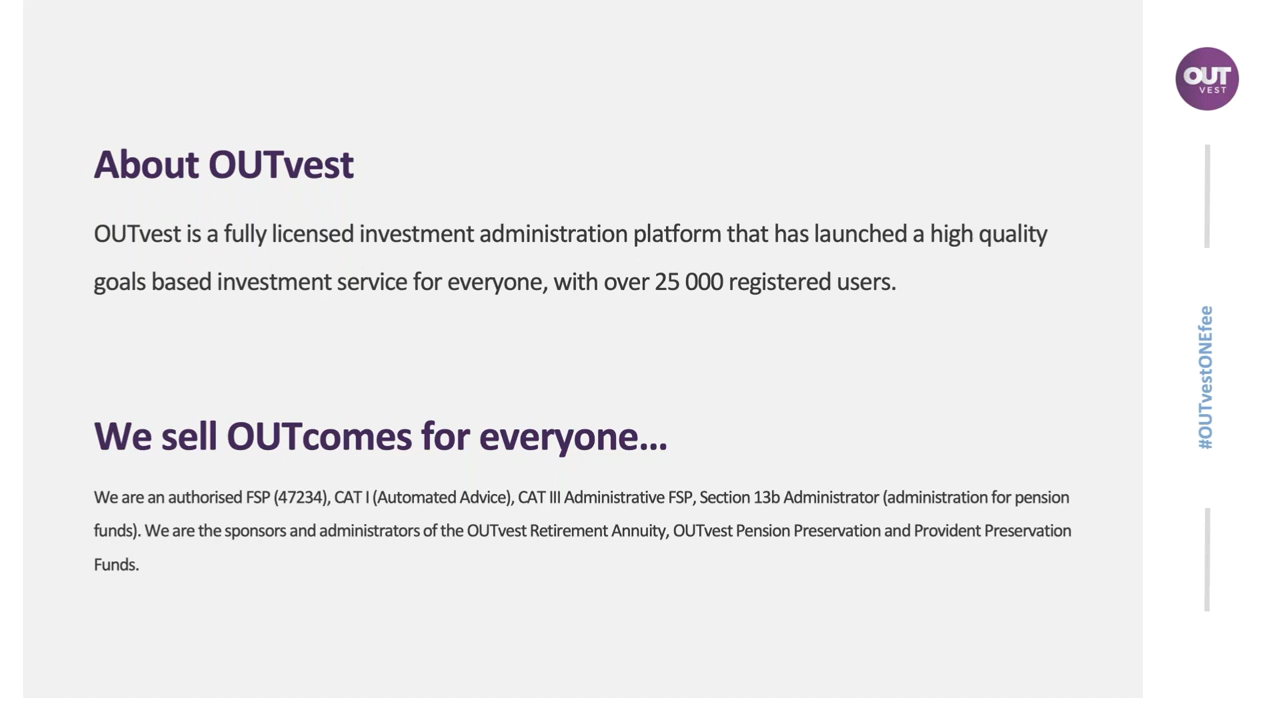 About OUTvest
OUTvest is a fully licensed investment administration platform that has launched a high quality
goals based investment service for everyone, with over 25 000 registered users.
We sell OUTcomes for everyone...
We are an authorised FSP (47234), CAT I (Automated Advice), CAT III Administrative FSP, Section 13b Administrator (administration for pension
funds). We are the sponsors and administrators of the OUTvest Retirement Annuity, OUTvest Pension Preservation and Provident Preservation
Funds.
OUT
VEST
#OUTvestONEfee